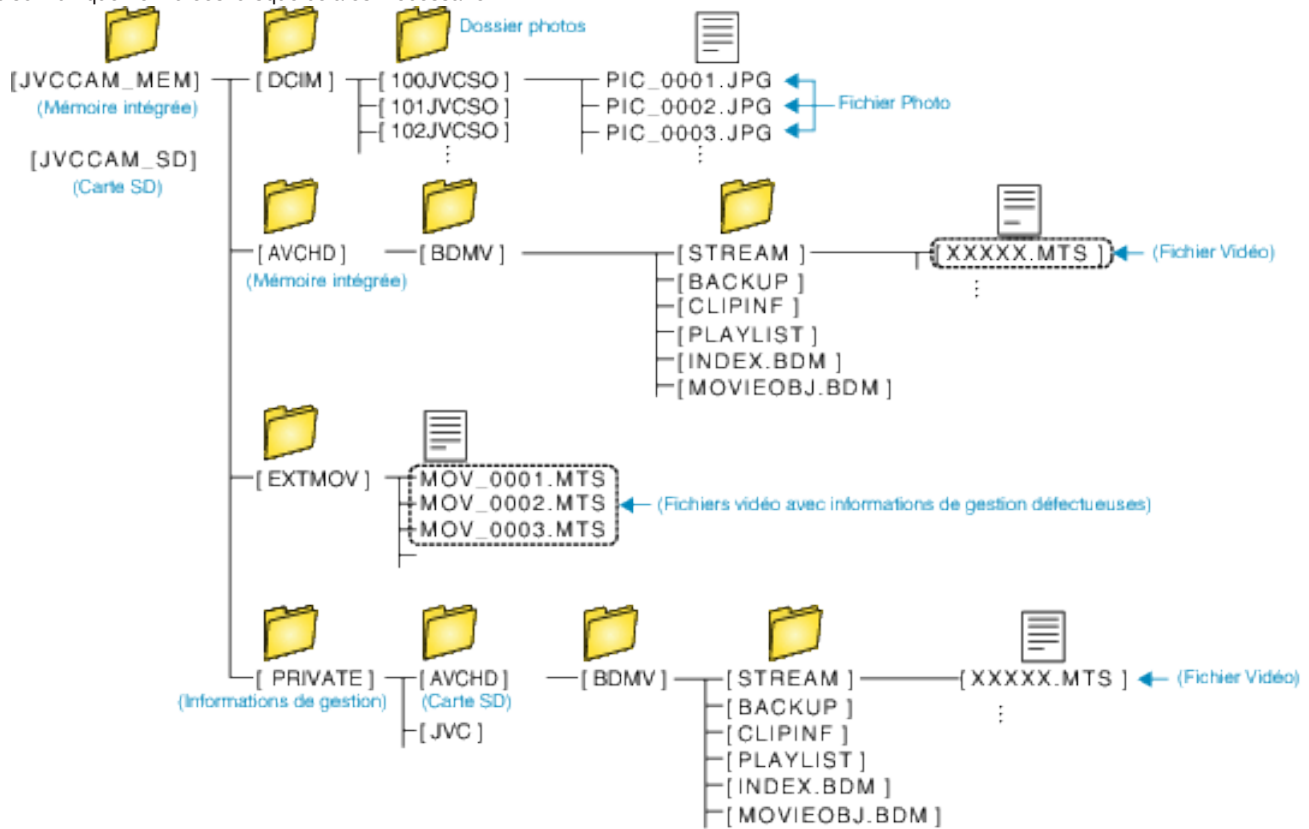 Dossier photos
[JVCCAM_MEM]
(Mémoire intégrée)
[JVCCAM_SD]
(Carte SD)
[DCIM]
[100JVCSO]
[101JVCSO]
[102JVCSO]
PIC_0001.JPG
PIC_0002.JPG
PIC_0003.JPG
Fichier Photo
[AVCHD]
(Mémoire intégrée)
[BDMV]
[STREAM]
[BACKUP]
[CLIPINF]
[PLAYLIST]
[INDEX.BDM]
[MOVIEOBJ.BDM]
[XXXXX.MTS]
(Fichier Vidéo)
[EXTMOV]
MOV_0001.MTS
MOV_0002.MTS
MOV_0003.MTS
(Fichiers vidéo avec informations de gestion défectueuses)
[PRIVATE]
(Informations de gestion)
[AVCHD]
(Carte SD)
[JVC]
[BDMV]
[STREAM]
[BACKUP]
[CLIPINF]
[PLAYLIST]
[INDEX.BDM]
[MOVIEOBJ.BDM]
[XXXXX.MTS]
(Fichier Vidéo)